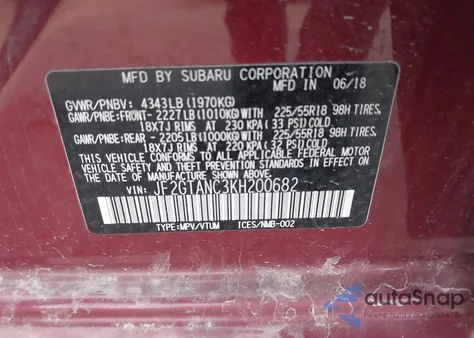 MFD BY SUBARU CORPORATION IN 06/18
GVWR/PNBV: 4343LB (1970KG)
GAWR/PNBE:FRONT- 2227LB (1010KG) WITH 225/55R18 98H TIRES,
18X7J RIMS AT 230 KPA (33 PSI) COLD
GAWR/PNBE:REAR - 2205LB (1000KG) WITH 225/55R18 98H TIRES,
18X7J RIMS AT 220 KPA (32 PSI) COLD
THIS VEHICLE CONFORMS TO ALL APPLICABLE FEDERAL MOTOR
VEHICLE SAFETY AND THEFT PREVENTION STANDARDS
IN EFFECT ON THE DATE OF MANUFACTURE SHOWN ABOVE.
VIN: JF2GTANC3KH200682
TYPE:MPV/VTUM ICES/NMB-002
autoSnap
Patent Pending, AutoSnap LLC